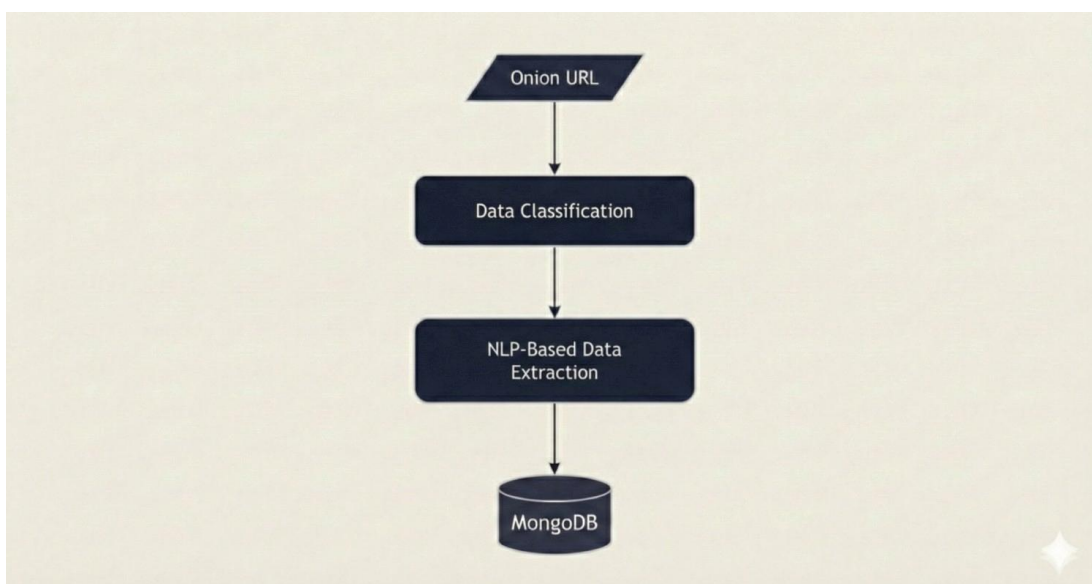 Onion URL
Data Classification
NLP-Based Data
Extraction
MongoDB